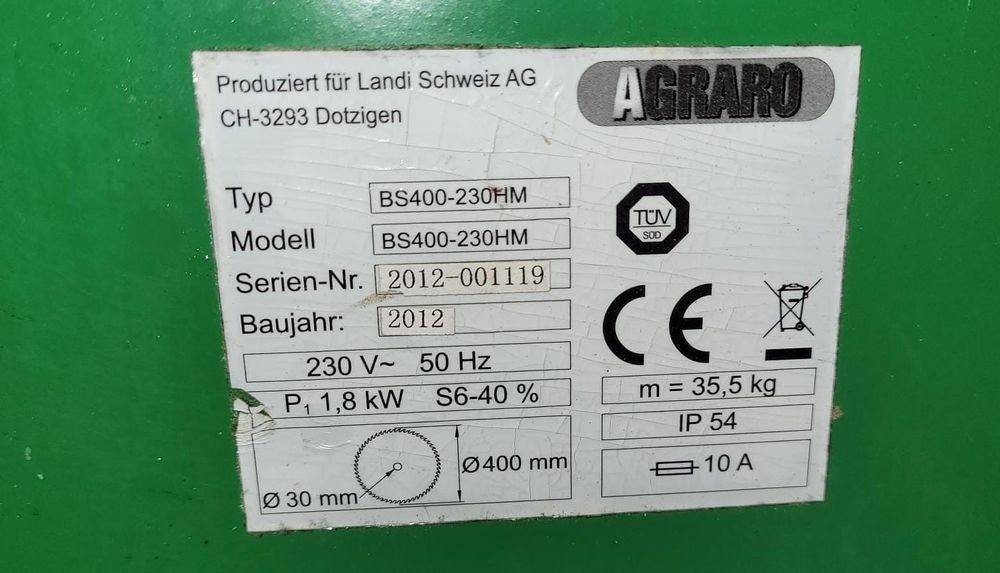 Produziert für Landi Schweiz AG
CH-3293 Dotzigen
AGRARO
Typ BS400-230HM
Modell BS400-230HM
Serien-Nr. 2012-001119
Baujahr: 2012
230 V~ 50 Hz
P₁ 1,8 kW S6-40 %
Ø 400 mm
Ø 30 mm
TÜV
SÜD
CE
m = 35,5 kg
IP 54
10 A